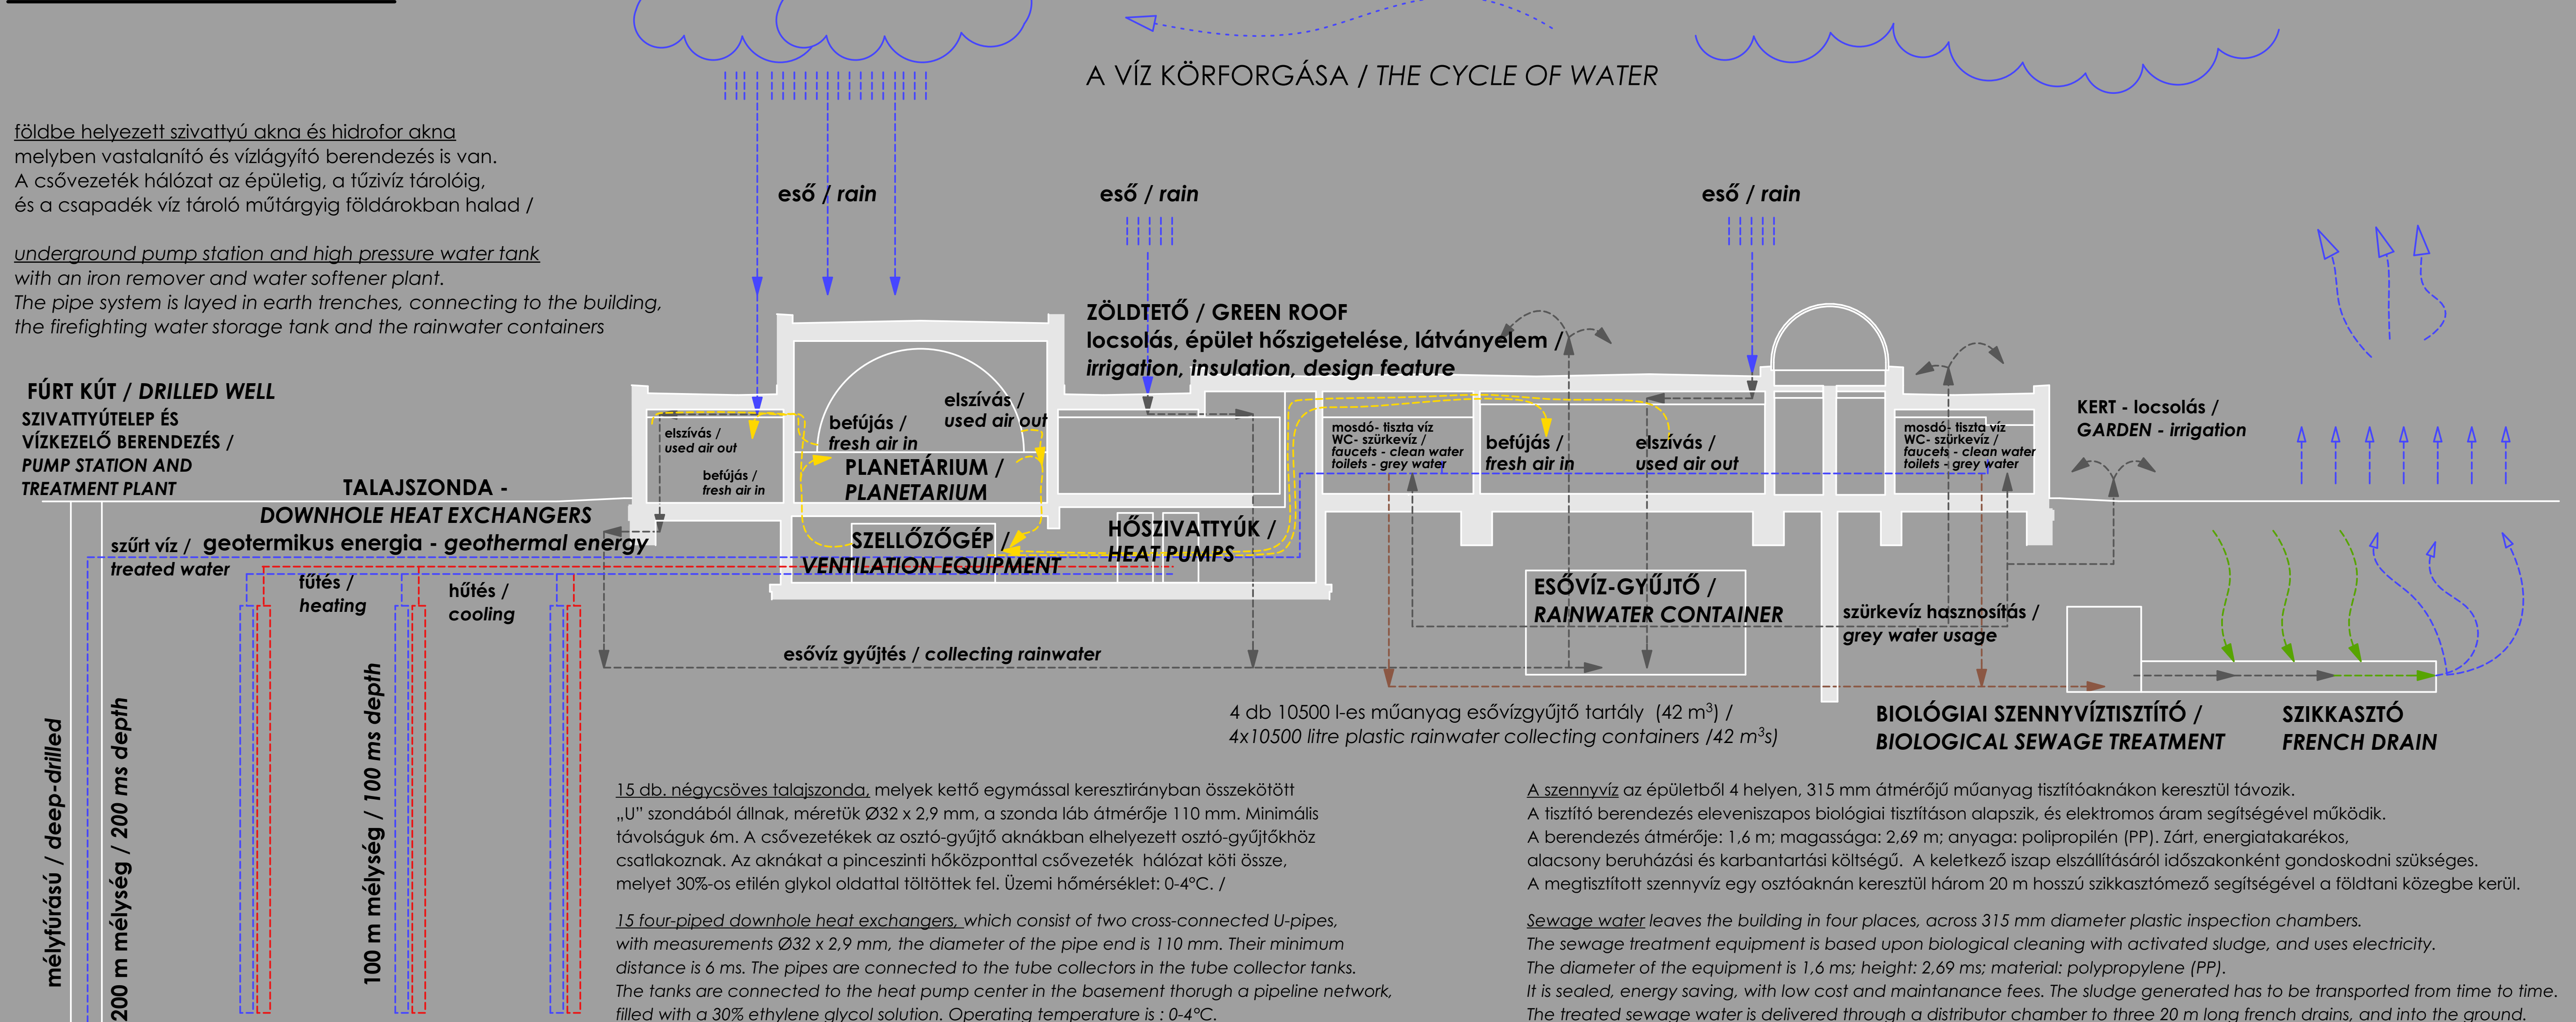 A VÍZ KÖRFORGÁSA / THE CYCLE OF WATER
földbe helyezett szivattyú akna és hidrofor akna
melyben vastalanító és vízlágyító berendezés is van.
A csővezeték hálózat az épületig, a tűzivíz tárolóig,
és a csapadék víz tároló műtárgyig földárokban halad /
underground pump station and high pressure water tank
with an iron remover and water softener plant.
The pipe system is layed in earth trenches, connecting to the building,
the firefighting water storage tank and the rainwater containers
eső / rain
eső / rain
eső / rain
ZÖLDTETŐ / GREEN ROOF
locsolás, épület hőszigetelése, látványelem /
irrigation, insulation, design feature
FÚRT KÚT / DRILLED WELL
SZIVATTYÚTELEP ÉS
VÍZKEZELŐ BERENDEZÉS /
PUMP STATION AND
TREATMENT PLANT
TALAJSZONDA -
DOWNHOLE HEAT EXCHANGERS
geotermikus energia - geothermal energy
szűrt víz /
treated water
fűtés /
heating
hűtés /
cooling
mélyfúrású / deep-drilled
200 m mélység / 200 ms depth
100 m mélység / 100 ms depth
elszívás /
used air out
befújás /
fresh air in
befújás /
fresh air in
elszívás /
used air out
PLANETÁRIUM /
PLANETARIUM
SZELLŐZŐGÉP /
VENTILATION EQUIPMENT
HŐSZIVATTYÚK /
HEAT PUMPS
mosdó- tiszta víz
WC- szürkevíz /
faucets - clean water
toilets - grey water
befújás /
fresh air in
elszívás /
used air out
mosdó- tiszta víz
WC- szürkevíz /
faucets - clean water
toilets - grey water
KERT - locsolás /
GARDEN - irrigation
ESŐVÍZ-GYŰJTŐ /
RAINWATER CONTAINER
szürkevíz hasznosítás /
grey water usage
esővíz gyűjtés / collecting rainwater
4 db 10500 l-es műanyag esővízgyűjtő tartály (42 m³) /
4x10500 litre plastic rainwater collecting containers /42 m³s)
BIOLÓGIAI SZENNYVÍZTISZTÍTÓ /
BIOLOGICAL SEWAGE TREATMENT
SZIKKASZTÓ
FRENCH DRAIN
15 db. négycsöves talajszonda, melyek kettő egymással keresztirányban összekötött
„U” szondából állnak, méretük Ø32 x 2,9 mm, a szonda láb átmérője 110 mm. Minimális
távolságuk 6m. A csővezetékek az osztó-gyűjtő aknákban elhelyezett osztó-gyűjtőkhöz
csatlakoznak. Az aknákat a pinceszinti hőközponttal csővezeték hálózat köti össze,
melyet 30%-os etilén glykol oldattal töltöttek fel. Üzemi hőmérséklet: 0-4°C. /
15 four-piped downhole heat exchangers, which consist of two cross-connected U-pipes,
with measurements Ø32 x 2,9 mm, the diameter of the pipe end is 110 mm. Their minimum
distance is 6 ms. The pipes are connected to the tube collectors in the tube collector tanks.
The tanks are connected to the heat pump center in the basement thorugh a pipeline network,
filled with a 30% ethylene glycol solution. Operating temperature is : 0-4°C.
A szennyvíz az épületből 4 helyen, 315 mm átmérőjű műanyag tisztítóaknákon keresztül távozik.
A tisztító berendezés eleveniszapos biológiai tisztításon alapszik, és elektromos áram segítségével működik.
A berendezés átmérője: 1,6 m; magassága: 2,69 m; anyaga: polipropilén (PP). Zárt, energiatakarékos,
alacsony beruházási és karbantartási költségű. A keletkező iszap elszállításáról időszakonként gondoskodni szükséges.
A megtisztított szennyvíz egy osztóaknán keresztül három 20 m hosszú szikkasztómező segítségével a földtani közegbe kerül.
Sewage water leaves the building in four places, across 315 mm diameter plastic inspection chambers.
The sewage treatment equipment is based upon biological cleaning with activated sludge, and uses electricity.
The diameter of the equipment is 1,6 ms; height: 2,69 ms; material: polypropylene (PP).
It is sealed, energy saving, with low cost and maintanance fees. The sludge generated has to be transported from time to time.
The treated sewage water is delivered through a distributor chamber to three 20 m long french drains, and into the ground.